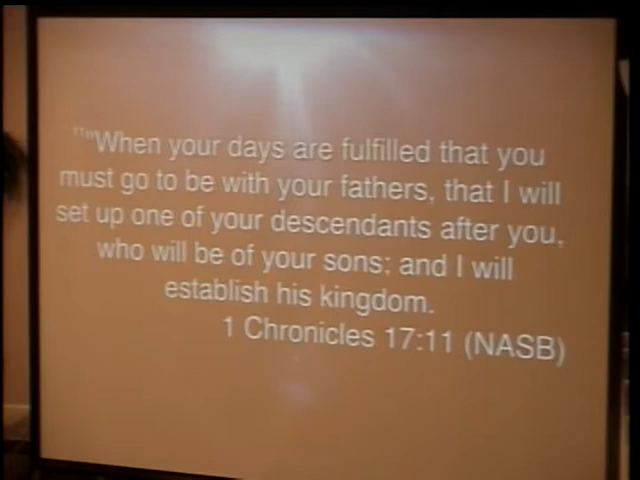 ¹¹"When your days are fulfilled that you
must go to be with your fathers, that I will
set up one of your descendants after you,
who will be of your sons; and I will
establish his kingdom.
1 Chronicles 17:11 (NASB)